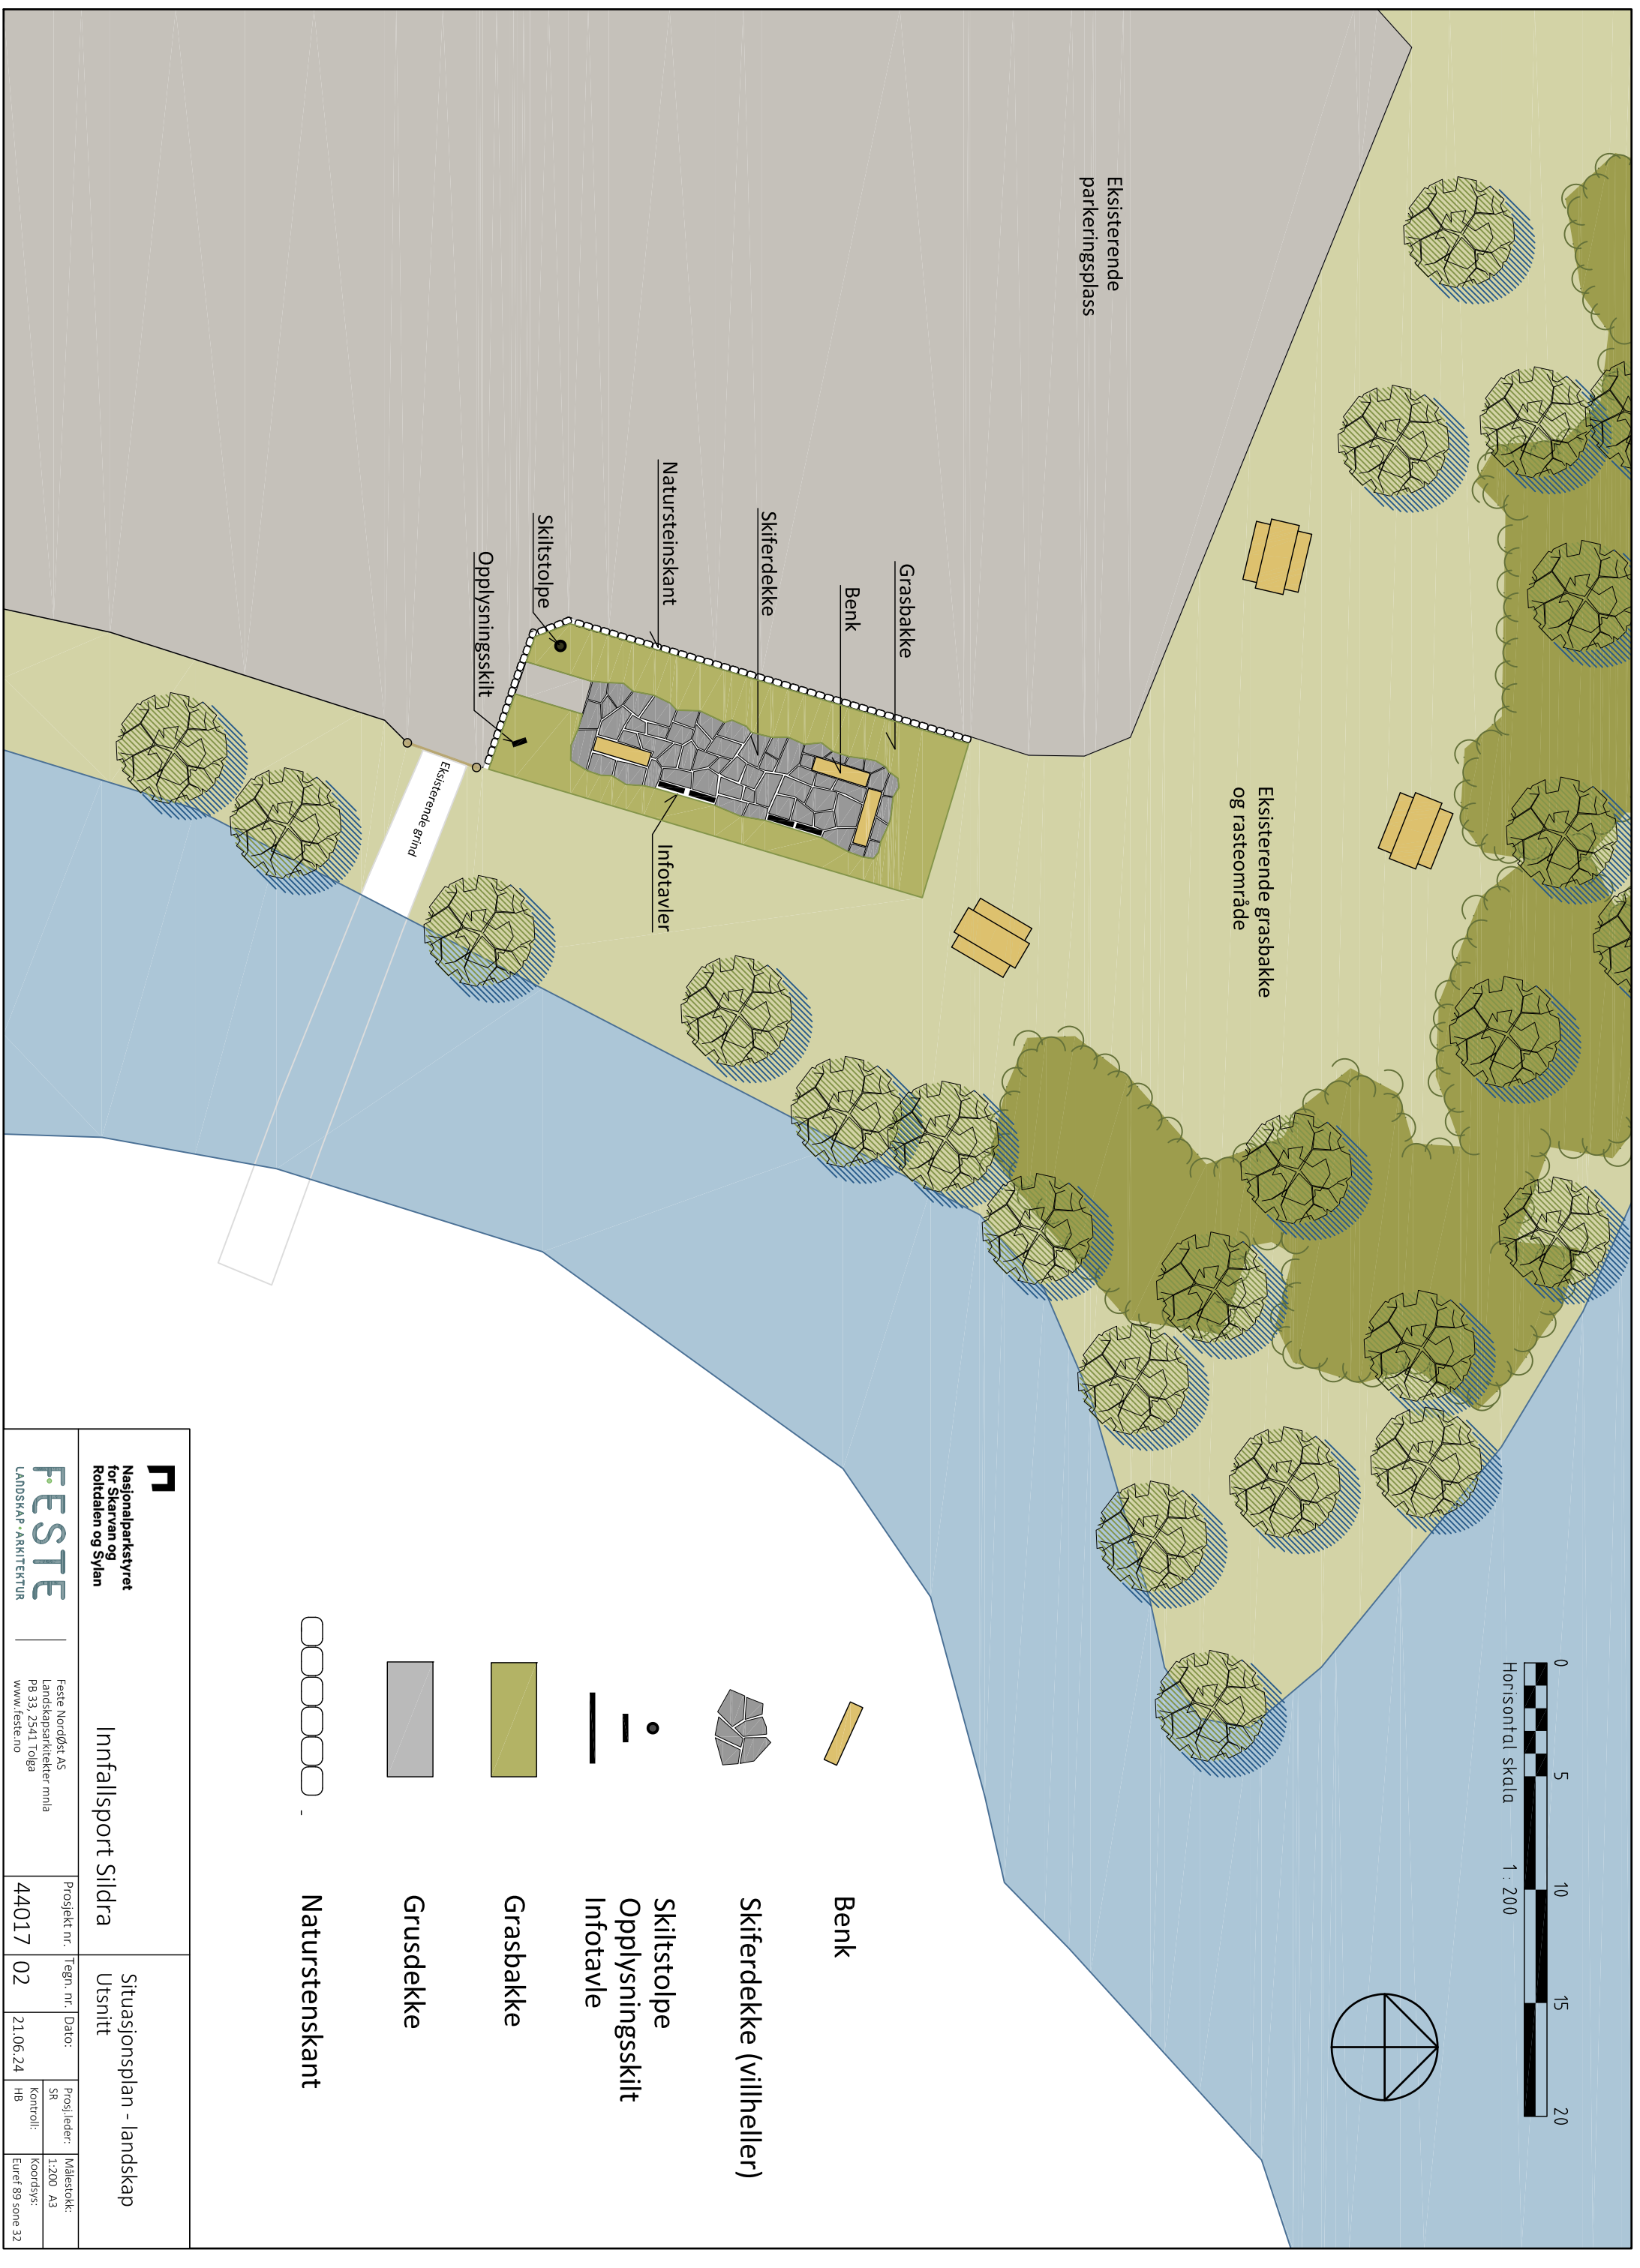 Eksisterende
parkeringsplass
Eksisterende grasbakke
og rasteområde
Grasbakke
Benk
Skiferdekke
Natursteinskant
Skiltstolpe
Opplysningsskilt
Infotavler
Eksisterende grind
0 5 10 15 20
Horisontal skala 1 : 200
Benk
Skiferdekke (villheller)
Skiltstolpe
Opplysningsskilt
Infotavle
Grasbakke
Grusdekke
Naturstenskant
Nasjonalparkstyret
for Skarvan og
Roltdalen og Sylan
Innfallsport Sildra
Situasjonsplan - landskap
Utsnitt
FESTE
LANDSKAP·ARKITEKTUR
Feste NordØst AS
Landskapsarkitekter mnla
PB 33, 2541 Tolga
www.feste.no
Prosjekt nr.
44017
Tegn. nr.
02
Dato:
21.06.24
Prosj.leder:
SR
Kontroll:
HB
Målestokk:
1:200 A3
Koordsys:
Euref 89 sone 32